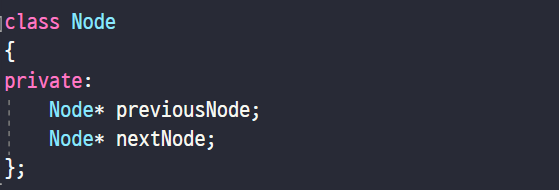 class Node
{
private:
    Node* previousNode;
    Node* nextNode;
};